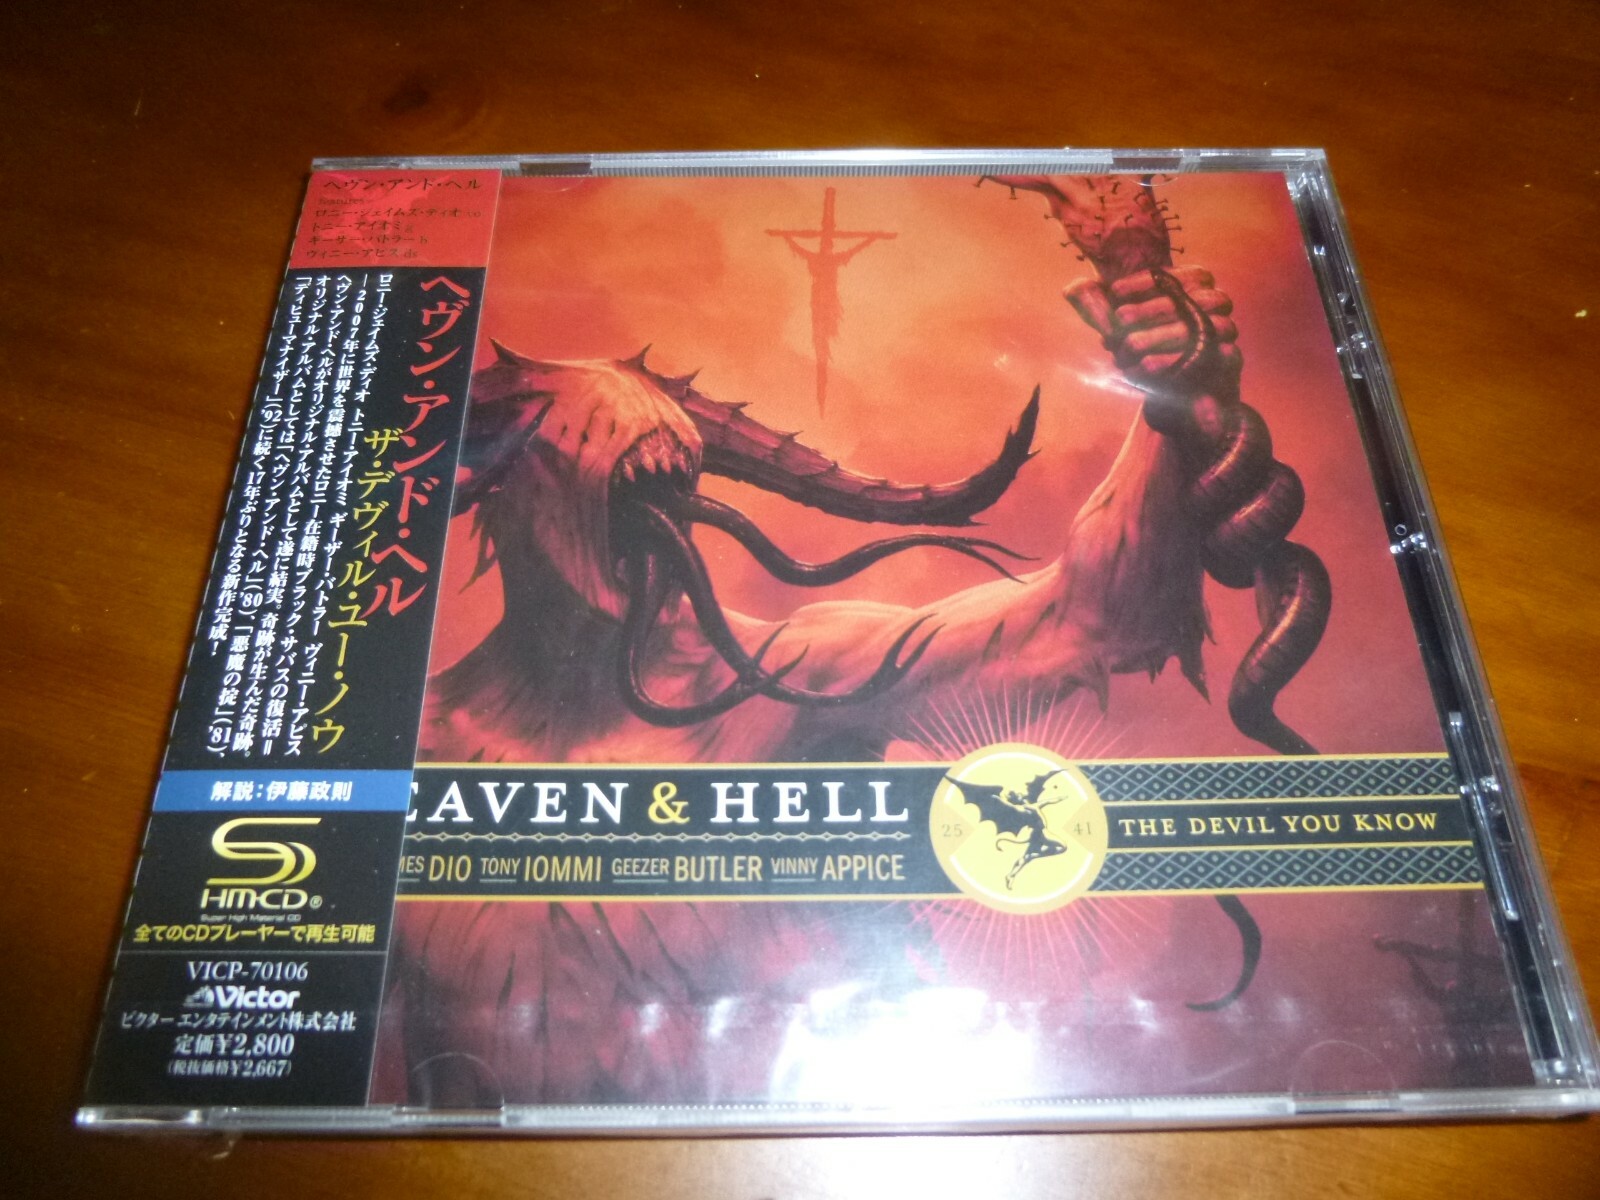 ヘヴン・アンド・ヘル
features
ロニー・ジェイムズ・ディオ vo
トニー・アイオミ g
ギーザー・バトラー b
ヴィニー・アピス ds
ヘヴン・アンド・ヘル
ザ・デヴィル・ユー・ノウ
ロニー・ジェイムズ・ディオ トニー・アイオミ ギーザー・バトラー ヴィニー・アピス
―2007年に世界を震撼させたロニー在籍時ブラック・サバスの復活=
ヘヴン・アンド・ヘルがオリジナル・アルバムとして遂に結実。奇跡が生んだ奇跡。
オリジナル・アルバムとしては「ヘヴン・アンド・ヘル」('80)、「悪魔の掟」('81)、
「ディヒューマナイザー」('92)に続く17年ぶりとなる新作完成!
解説:伊藤政則
SHM-CD®
Super High Material CD
全てのCDプレーヤーで再生可能
VICP-70106
Victor
ビクター エンタテインメント株式会社
定価¥2,800
(税抜価格¥2,667)
EAVEN & HELL
MES DIO TONY IOMMI GEEZER BUTLER VINNY APPICE
25 41
THE DEVIL YOU KNOW